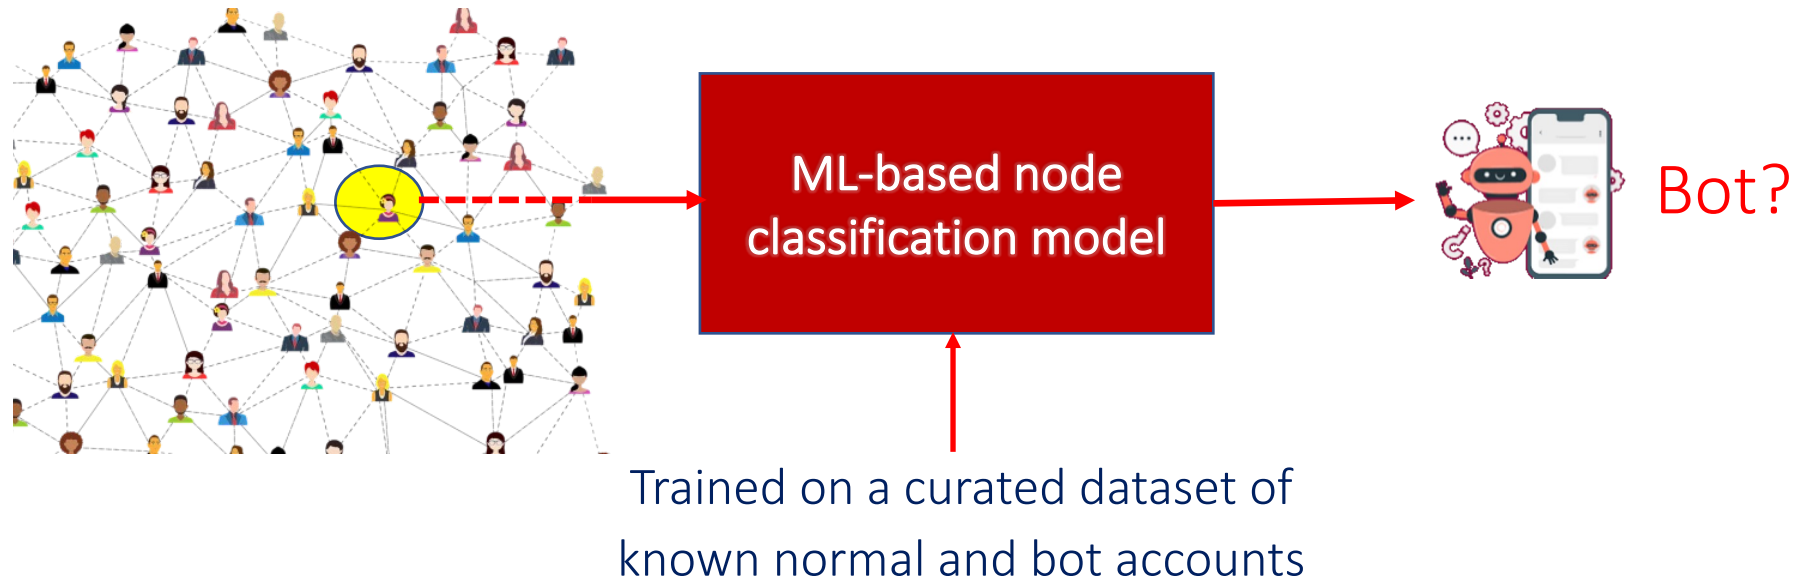 ML-based node
classification model
Bot?
Trained on a curated dataset of
known normal and bot accounts